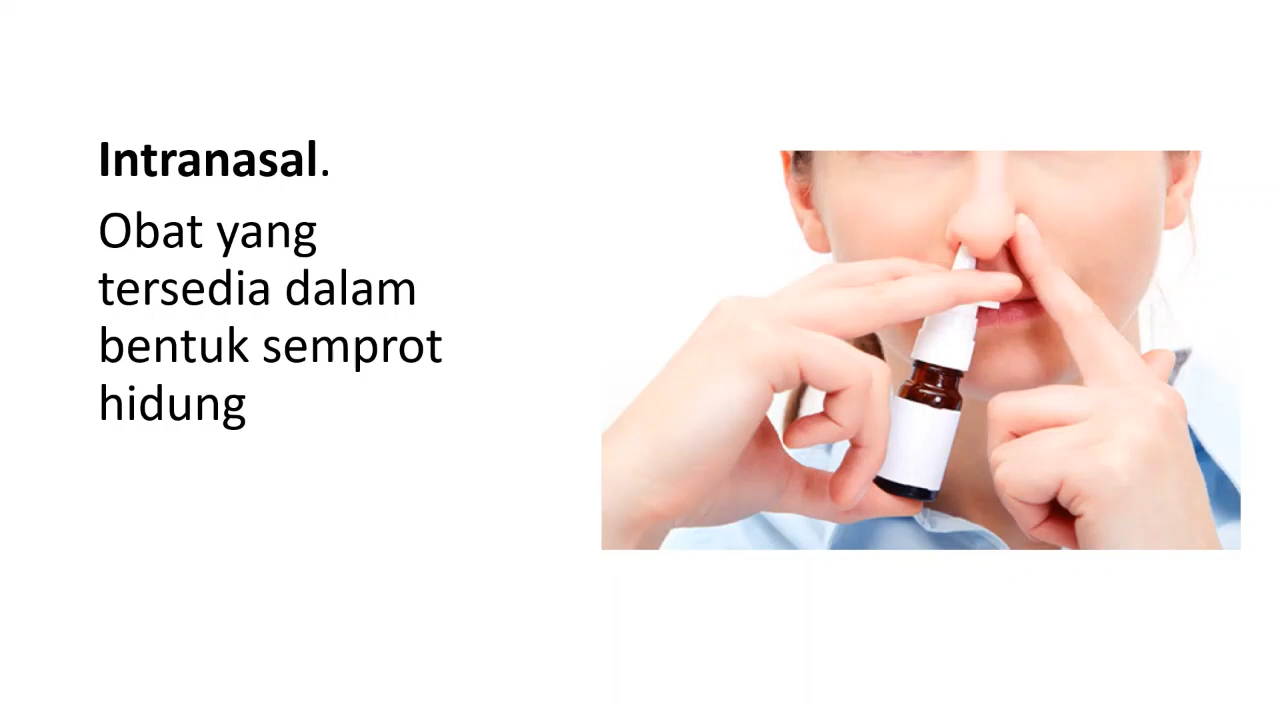 Intranasal.
Obat yang
tersedia dalam
bentuk semprot
hidung